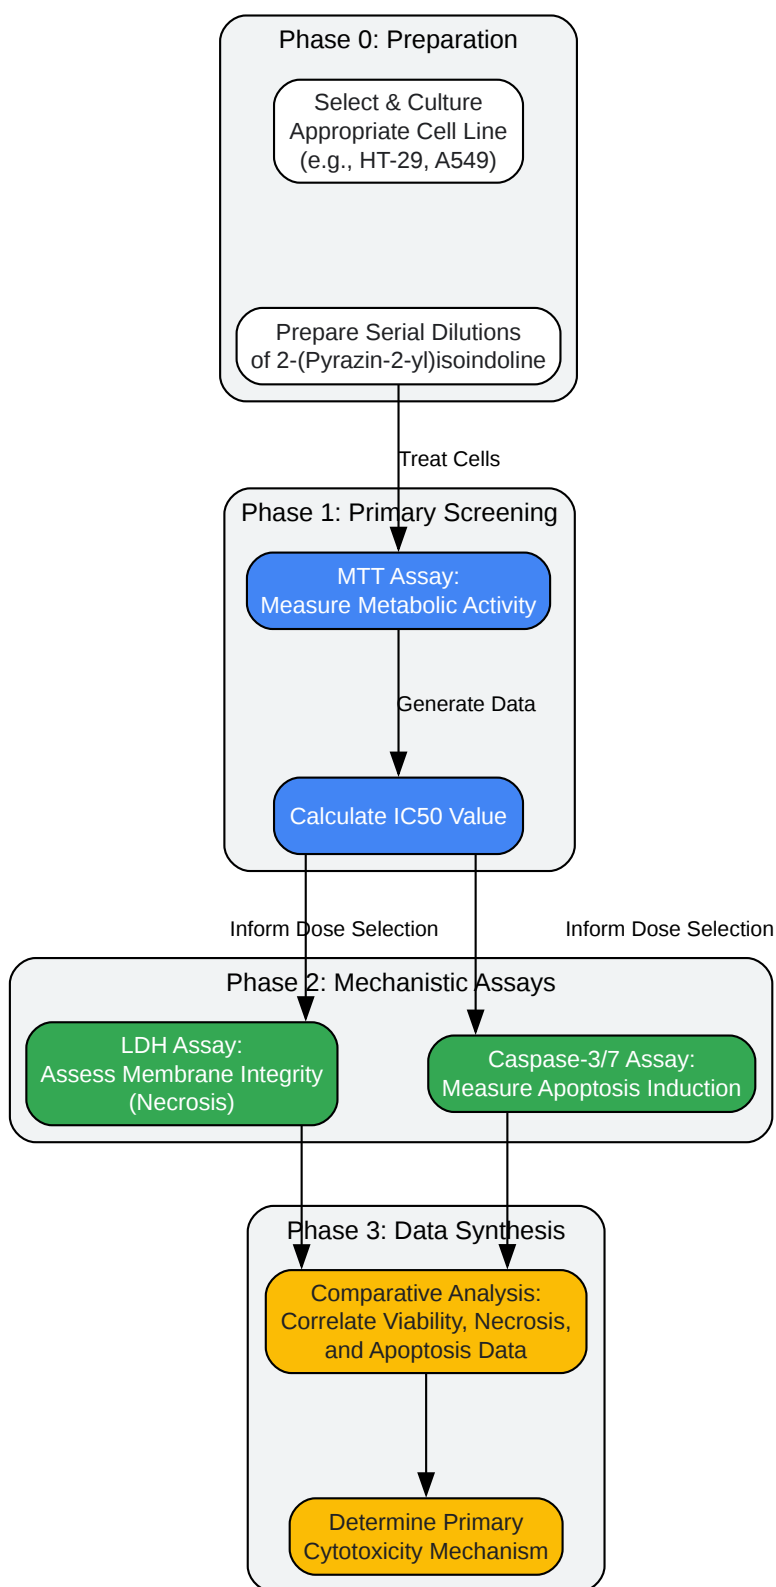 Phase 0: Preparation
Select & Culture
Appropriate Cell Line
(e.g., HT-29, A549)
Prepare Serial Dilutions
of 2-(Pyrazin-2-yl)isoindoline
Treat Cells
Phase 1: Primary Screening
MTT Assay:
Measure Metabolic Activity
Generate Data
Calculate IC50 Value
Inform Dose Selection
Inform Dose Selection
Phase 2: Mechanistic Assays
LDH Assay:
Assess Membrane Integrity
(Necrosis)
Caspase-3/7 Assay:
Measure Apoptosis Induction
Phase 3: Data Synthesis
Comparative Analysis:
Correlate Viability, Necrosis,
and Apoptosis Data
Determine Primary
Cytotoxicity Mechanism